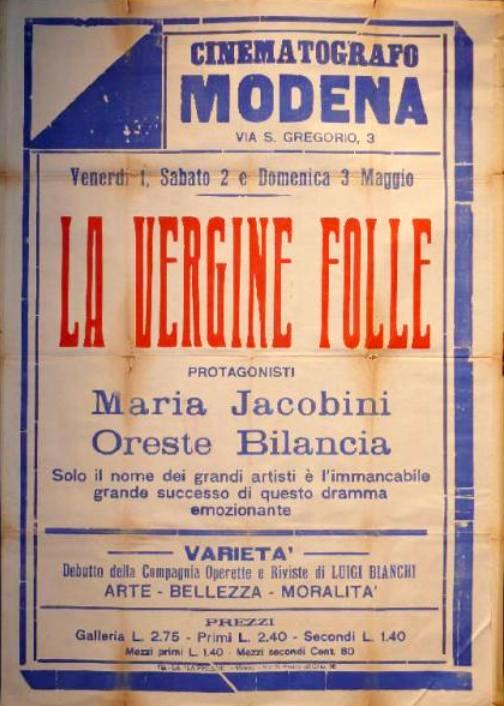 CINEMATOGRAFO
MODENA
VIA S. GREGORIO, 3
Venerdì 1, Sabato 2 e Domenica 3 Maggio
LA VERGINE FOLLE
PROTAGONISTI
Maria Jacobini
Oreste Bilancia
Solo il nome dei grandi artisti è l'immancabile
grande successo di questo dramma
emozionante
VARIETA'
Debutto della Compagnia Operette e Riviste di LUIGI BIANCHI
ARTE - BELLEZZA - MORALITA'
PREZZI
Galleria L. 2.75 - Primi L. 2.40 - Secondi L. 1.40
Mezzi primi L. 1.40 - Mezzi secondi Cent. 80